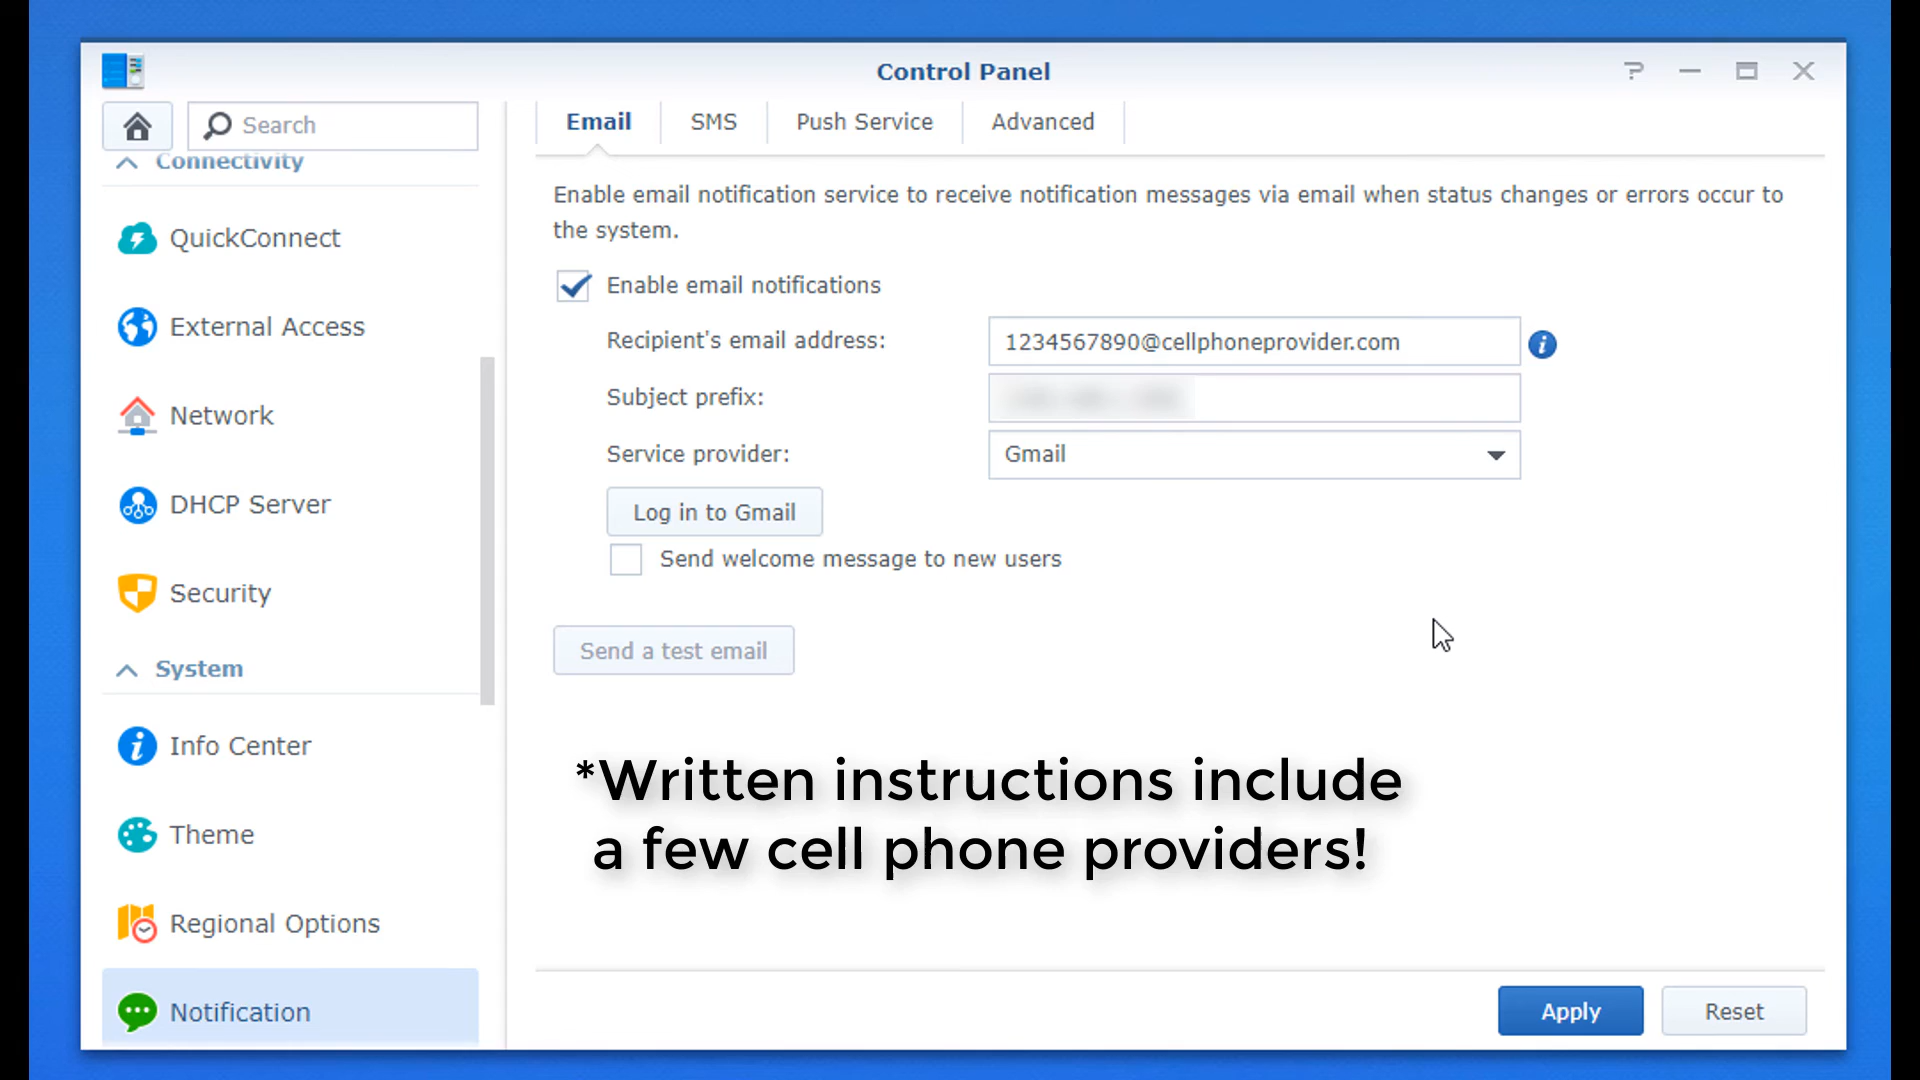 Control Panel
Search
Connectivity
QuickConnect
External Access
Network
DHCP Server
Security
System
Info Center
Theme
Regional Options
Notification
Email
SMS
Push Service
Advanced
Enable email notification service to receive notification messages via email when status changes or errors occur to
the system.
Enable email notifications
Recipient's email address:
1234567890@cellphoneprovider.com
Subject prefix:
Service provider:
Gmail
Log in to Gmail
Send welcome message to new users
Send a test email
*Written instructions include
a few cell phone providers!
Apply
Reset